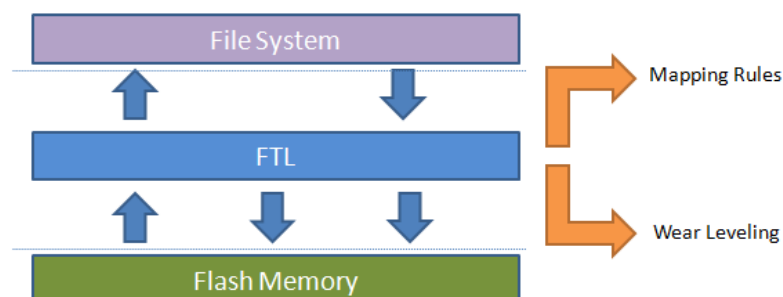 File System
Mapping Rules
FTL
Wear Leveling
Flash Memory